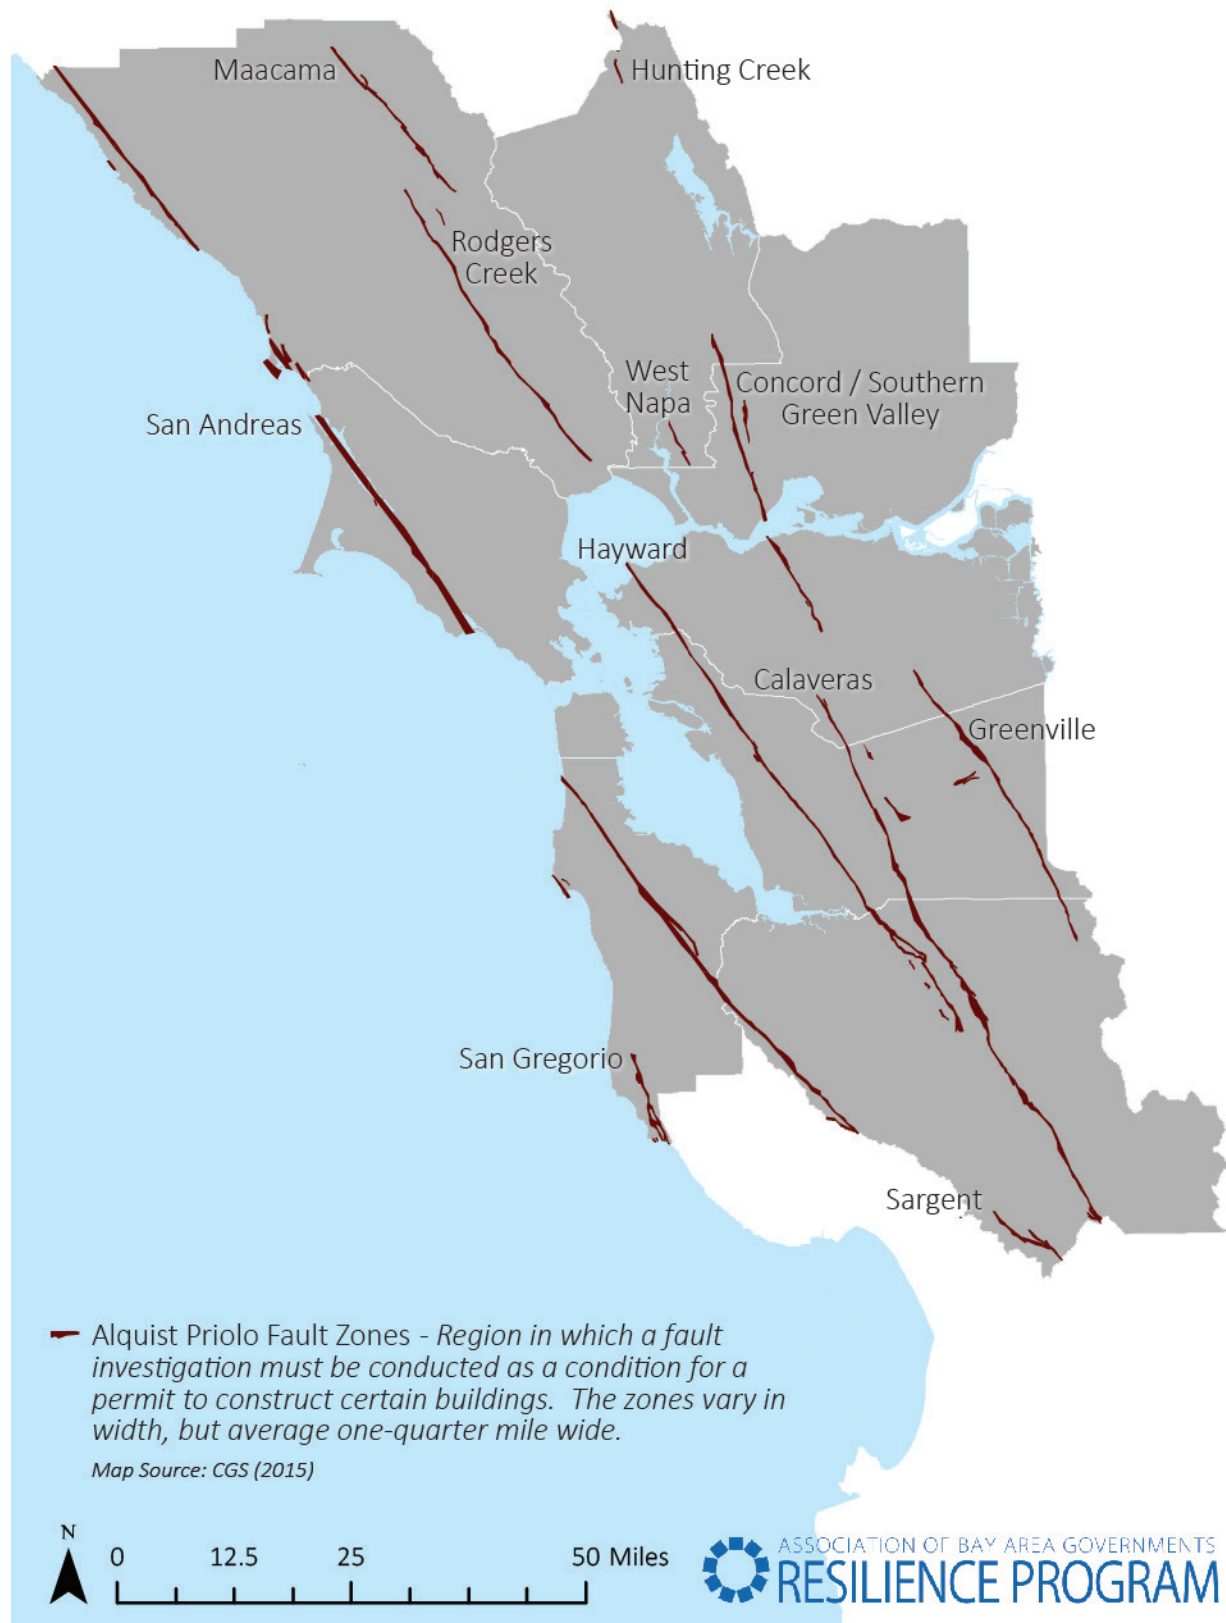 Maacama
Hunting Creek
Rodgers
Creek
West
Napa
Concord / Southern
Green Valley
San Andreas
Hayward
Calaveras
Greenville
San Gregorio
Sargent
Alquist Priolo Fault Zones - Region in which a fault
investigation must be conducted as a condition for a
permit to construct certain buildings. The zones vary in
width, but average one-quarter mile wide.
Map Source: CGS (2015)
N
0 12.5 25 50 Miles
ASSOCIATION OF BAY AREA GOVERNMENTS
RESILIENCE PROGRAM